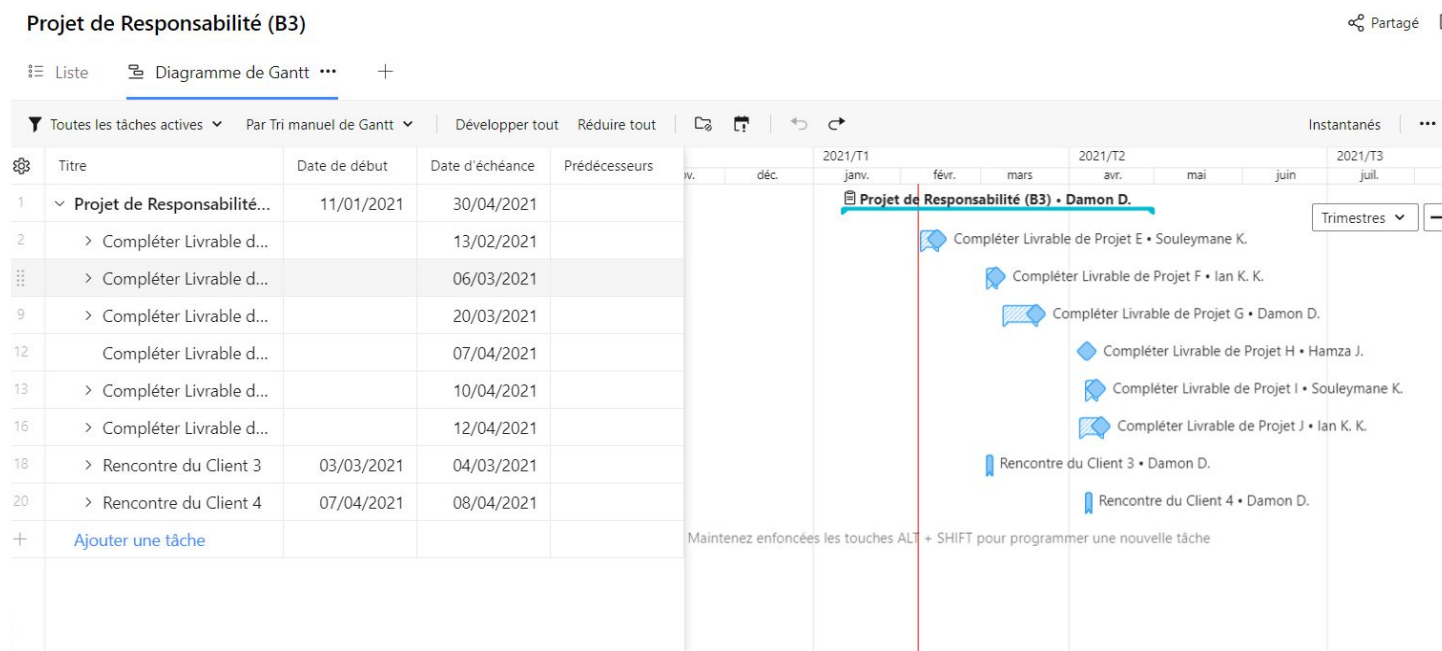 Projet de Responsabilité (B3)
Partagé
Liste
Diagramme de Gantt •••
Toutes les tâches actives
Par Tri manuel de Gantt
Développer tout
Réduire tout
Instantanés
Titre
Date de début
Date d'échéance
Prédécesseurs
2021/T1
2021/T2
2021/T3
déc.
janv.
févr.
mars
avr.
mai
juin
juil.
1 Projet de Responsabilité... 11/01/2021 30/04/2021
Projet de Responsabilité (B3) • Damon D.
Trimestres
2 Compléter Livrable d... 13/02/2021
Compléter Livrable de Projet E • Souleymane K.
Compléter Livrable d... 06/03/2021
Compléter Livrable de Projet F • Ian K. K.
9 Compléter Livrable d... 20/03/2021
Compléter Livrable de Projet G • Damon D.
12 Compléter Livrable d... 07/04/2021
Compléter Livrable de Projet H • Hamza J.
13 Compléter Livrable d... 10/04/2021
Compléter Livrable de Projet I • Souleymane K.
16 Compléter Livrable d... 12/04/2021
Compléter Livrable de Projet J • Ian K. K.
18 Rencontre du Client 3 03/03/2021 04/03/2021
Rencontre du Client 3 • Damon D.
20 Rencontre du Client 4 07/04/2021 08/04/2021
Rencontre du Client 4 • Damon D.
Ajouter une tâche
Maintenez enfoncées les touches ALT + SHIFT pour programmer une nouvelle tâche